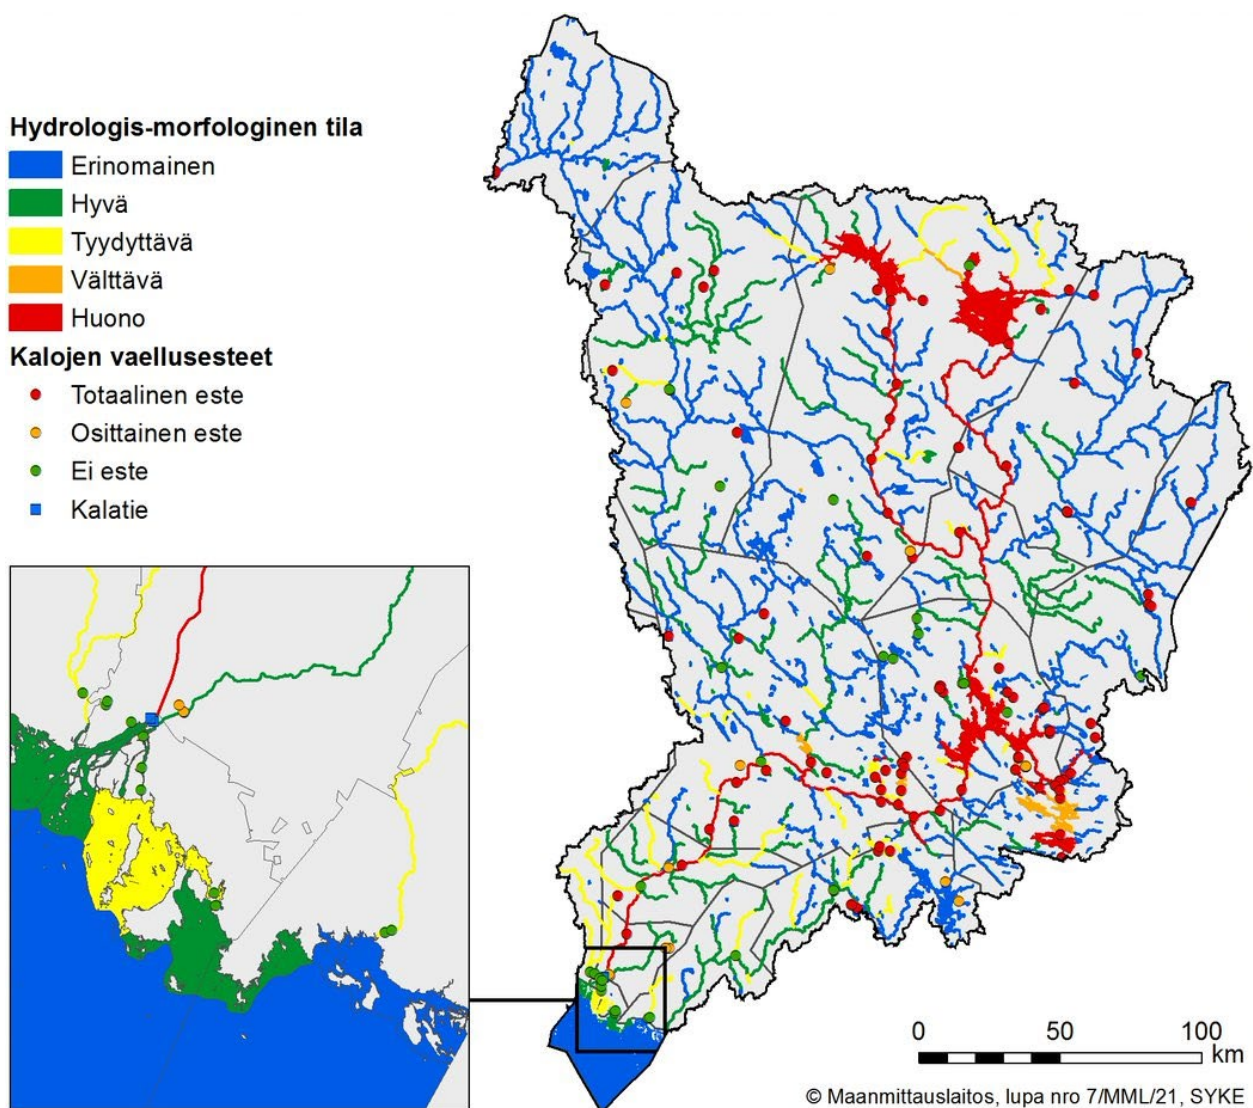 Hydrologis-morfologinen tila
Erinomainen
Hyvä
Tyydyttävä
Välttävä
Huono
Kalojen vaellusesteet
Totaalinen este
Osittainen este
Ei este
Kalatie
0 50 100
km
© Maanmittauslaitos, lupa nro 7/MML/21, SYKE